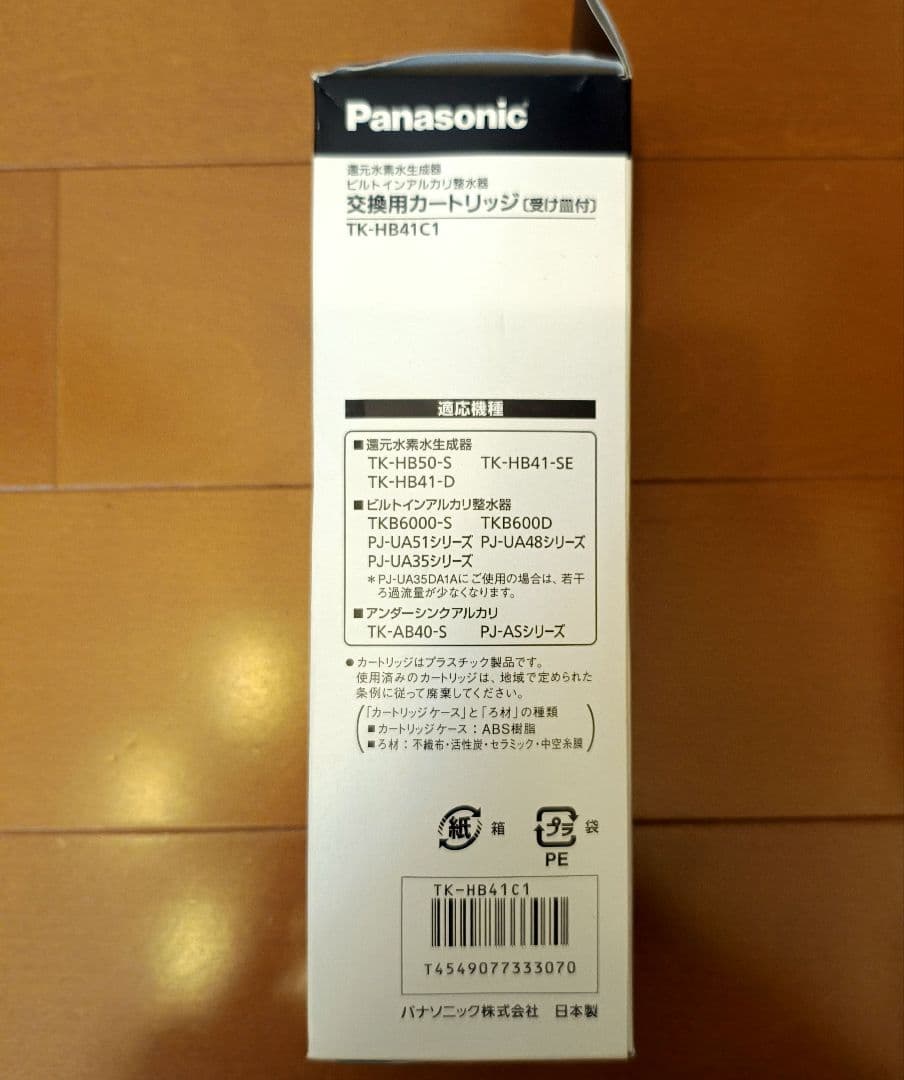 Panasonic
還元水素水生成器
ビルトインアルカリ整水器
交換用カートリッジ〔受け皿付〕
TK-HB41C1
適応機種
■還元水素水生成器
TK-HB50-S TK-HB41-SE
TK-HB41-D
■ビルトインアルカリ整水器
TKB6000-S TKB600D
PJ-UA51シリーズ PJ-UA48シリーズ
PJ-UA35シリーズ
＊PJ-UA35DA1Aにご使用の場合は、若干
ろ過流量が少なくなります。
■アンダーシンクアルカリ
TK-AB40-S PJ-ASシリーズ
●カートリッジはプラスチック製品です。
使用済みのカートリッジは、地域で定められた
条例に従って廃棄してください。
「カートリッジケース」と「ろ材」の種類
■カートリッジケース：ABS樹脂
■ろ材：不織布・活性炭・セラミック・中空糸膜
紙 箱 プラ 袋
PE
TK-HB41C1
T4549077333070
パナソニック株式会社 日本製